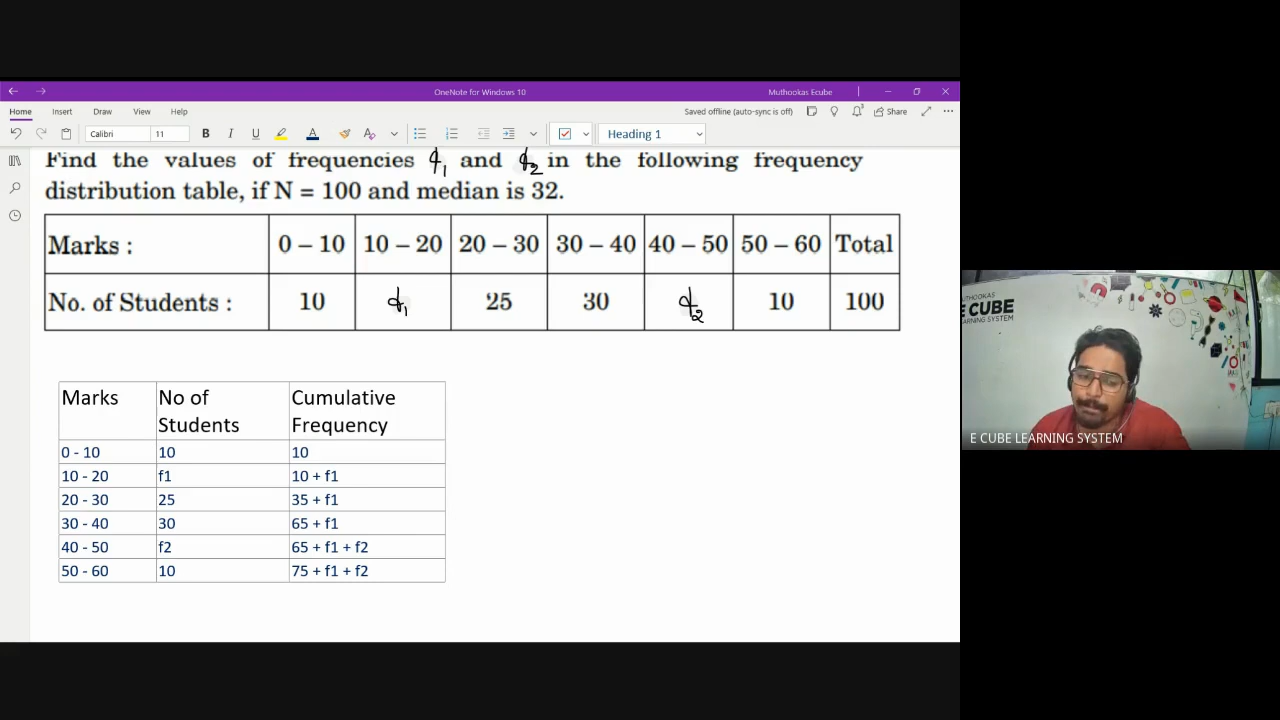 OneNote for Windows 10
Muthookas Ecube
Home Insert Draw View Help
Saved offline (auto-sync is off)
Share
Calibri 11 B I U A Heading 1
Find the values of frequencies f1 and f2 in the following frequency
distribution table, if N = 100 and median is 32.
Marks : 0 – 10 10 – 20 20 – 30 30 – 40 40 – 50 50 – 60 Total
No. of Students : 10 f1 25 30 f2 10 100
Marks No of Students Cumulative Frequency
0 - 10 10 10
10 - 20 f1 10 + f1
20 - 30 25 35 + f1
30 - 40 30 65 + f1
40 - 50 f2 65 + f1 + f2
50 - 60 10 75 + f1 + f2
MUTHOOKAS
E CUBE
LEARNING SYSTEM
E CUBE LEARNING SYSTEM